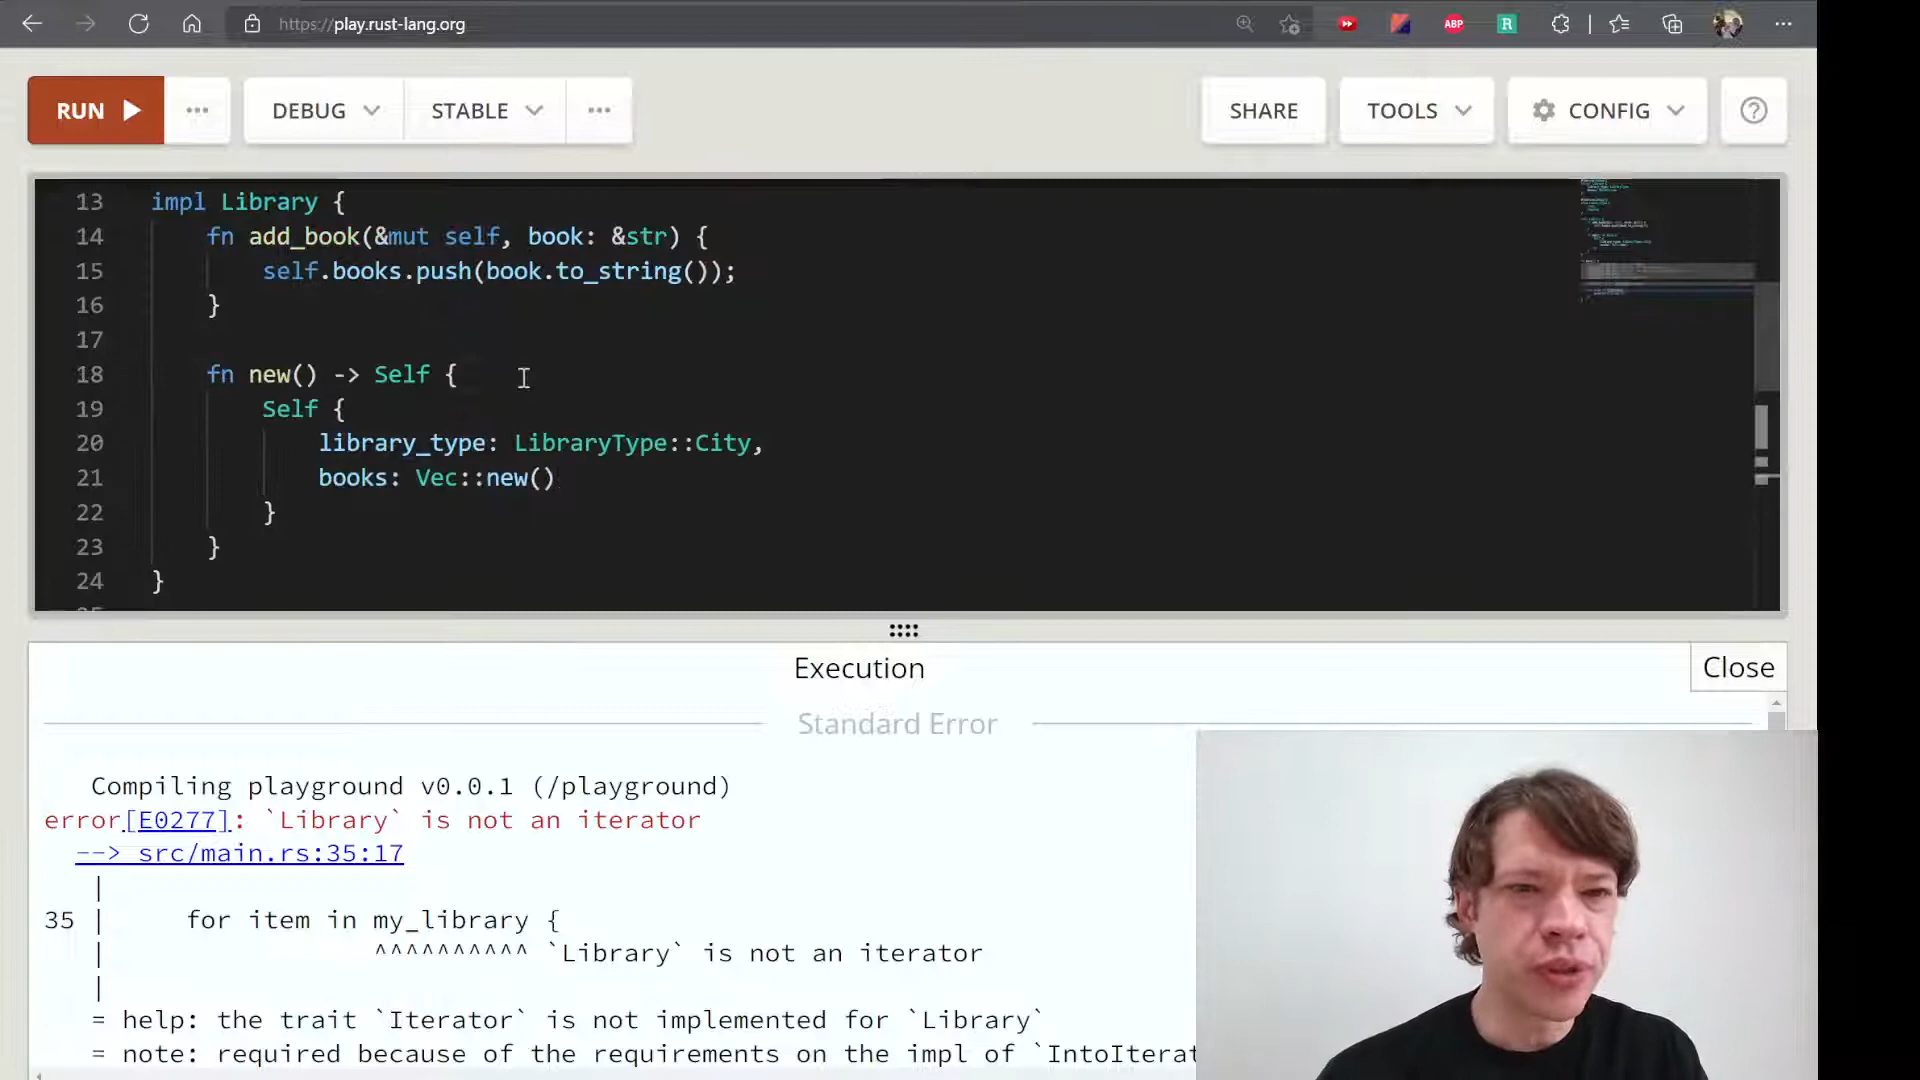 https://play.rust-lang.org
ABP
R
RUN
DEBUG
STABLE
SHARE
TOOLS
CONFIG
?
13 impl Library {
14 fn add_book(&mut self, book: &str) {
15 self.books.push(book.to_string());
16 }
17
18 fn new() -> Self {
19 Self {
20 library_type: LibraryType::City,
21 books: Vec::new()
22 }
23 }
24 }
Execution
Close
Standard Error
Compiling playground v0.0.1 (/playground)
error[E0277]: `Library` is not an iterator
--> src/main.rs:35:17
|
35 | for item in my_library {
| ^^^^^^^^^^ `Library` is not an iterator
|
= help: the trait `Iterator` is not implemented for `Library`
= note: required because of the requirements on the impl of `IntoIterat